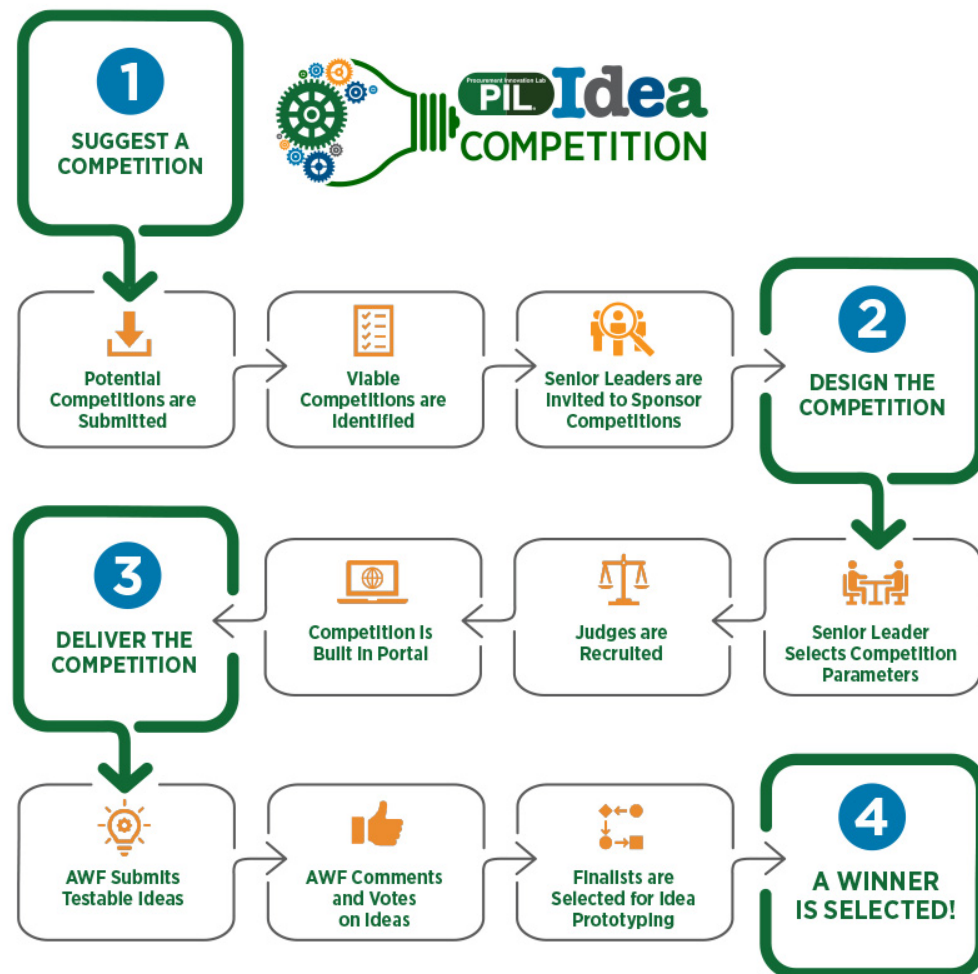 1
SUGGEST A
COMPETITION
Procurement Innovation Lab
PIL® Idea
COMPETITION
Potential
Competitions are
Submitted
Viable
Competitions are
Identified
Senior Leaders are
Invited to Sponsor
Competitions
2
DESIGN THE
COMPETITION
Senior Leader
Selects Competition
Parameters
Judges are
Recruited
Competition is
Built in Portal
3
DELIVER THE
COMPETITION
AWF Submits
Testable Ideas
AWF Comments
and Votes
on Ideas
Finalists are
Selected for Idea
Prototyping
4
A WINNER
IS SELECTED!